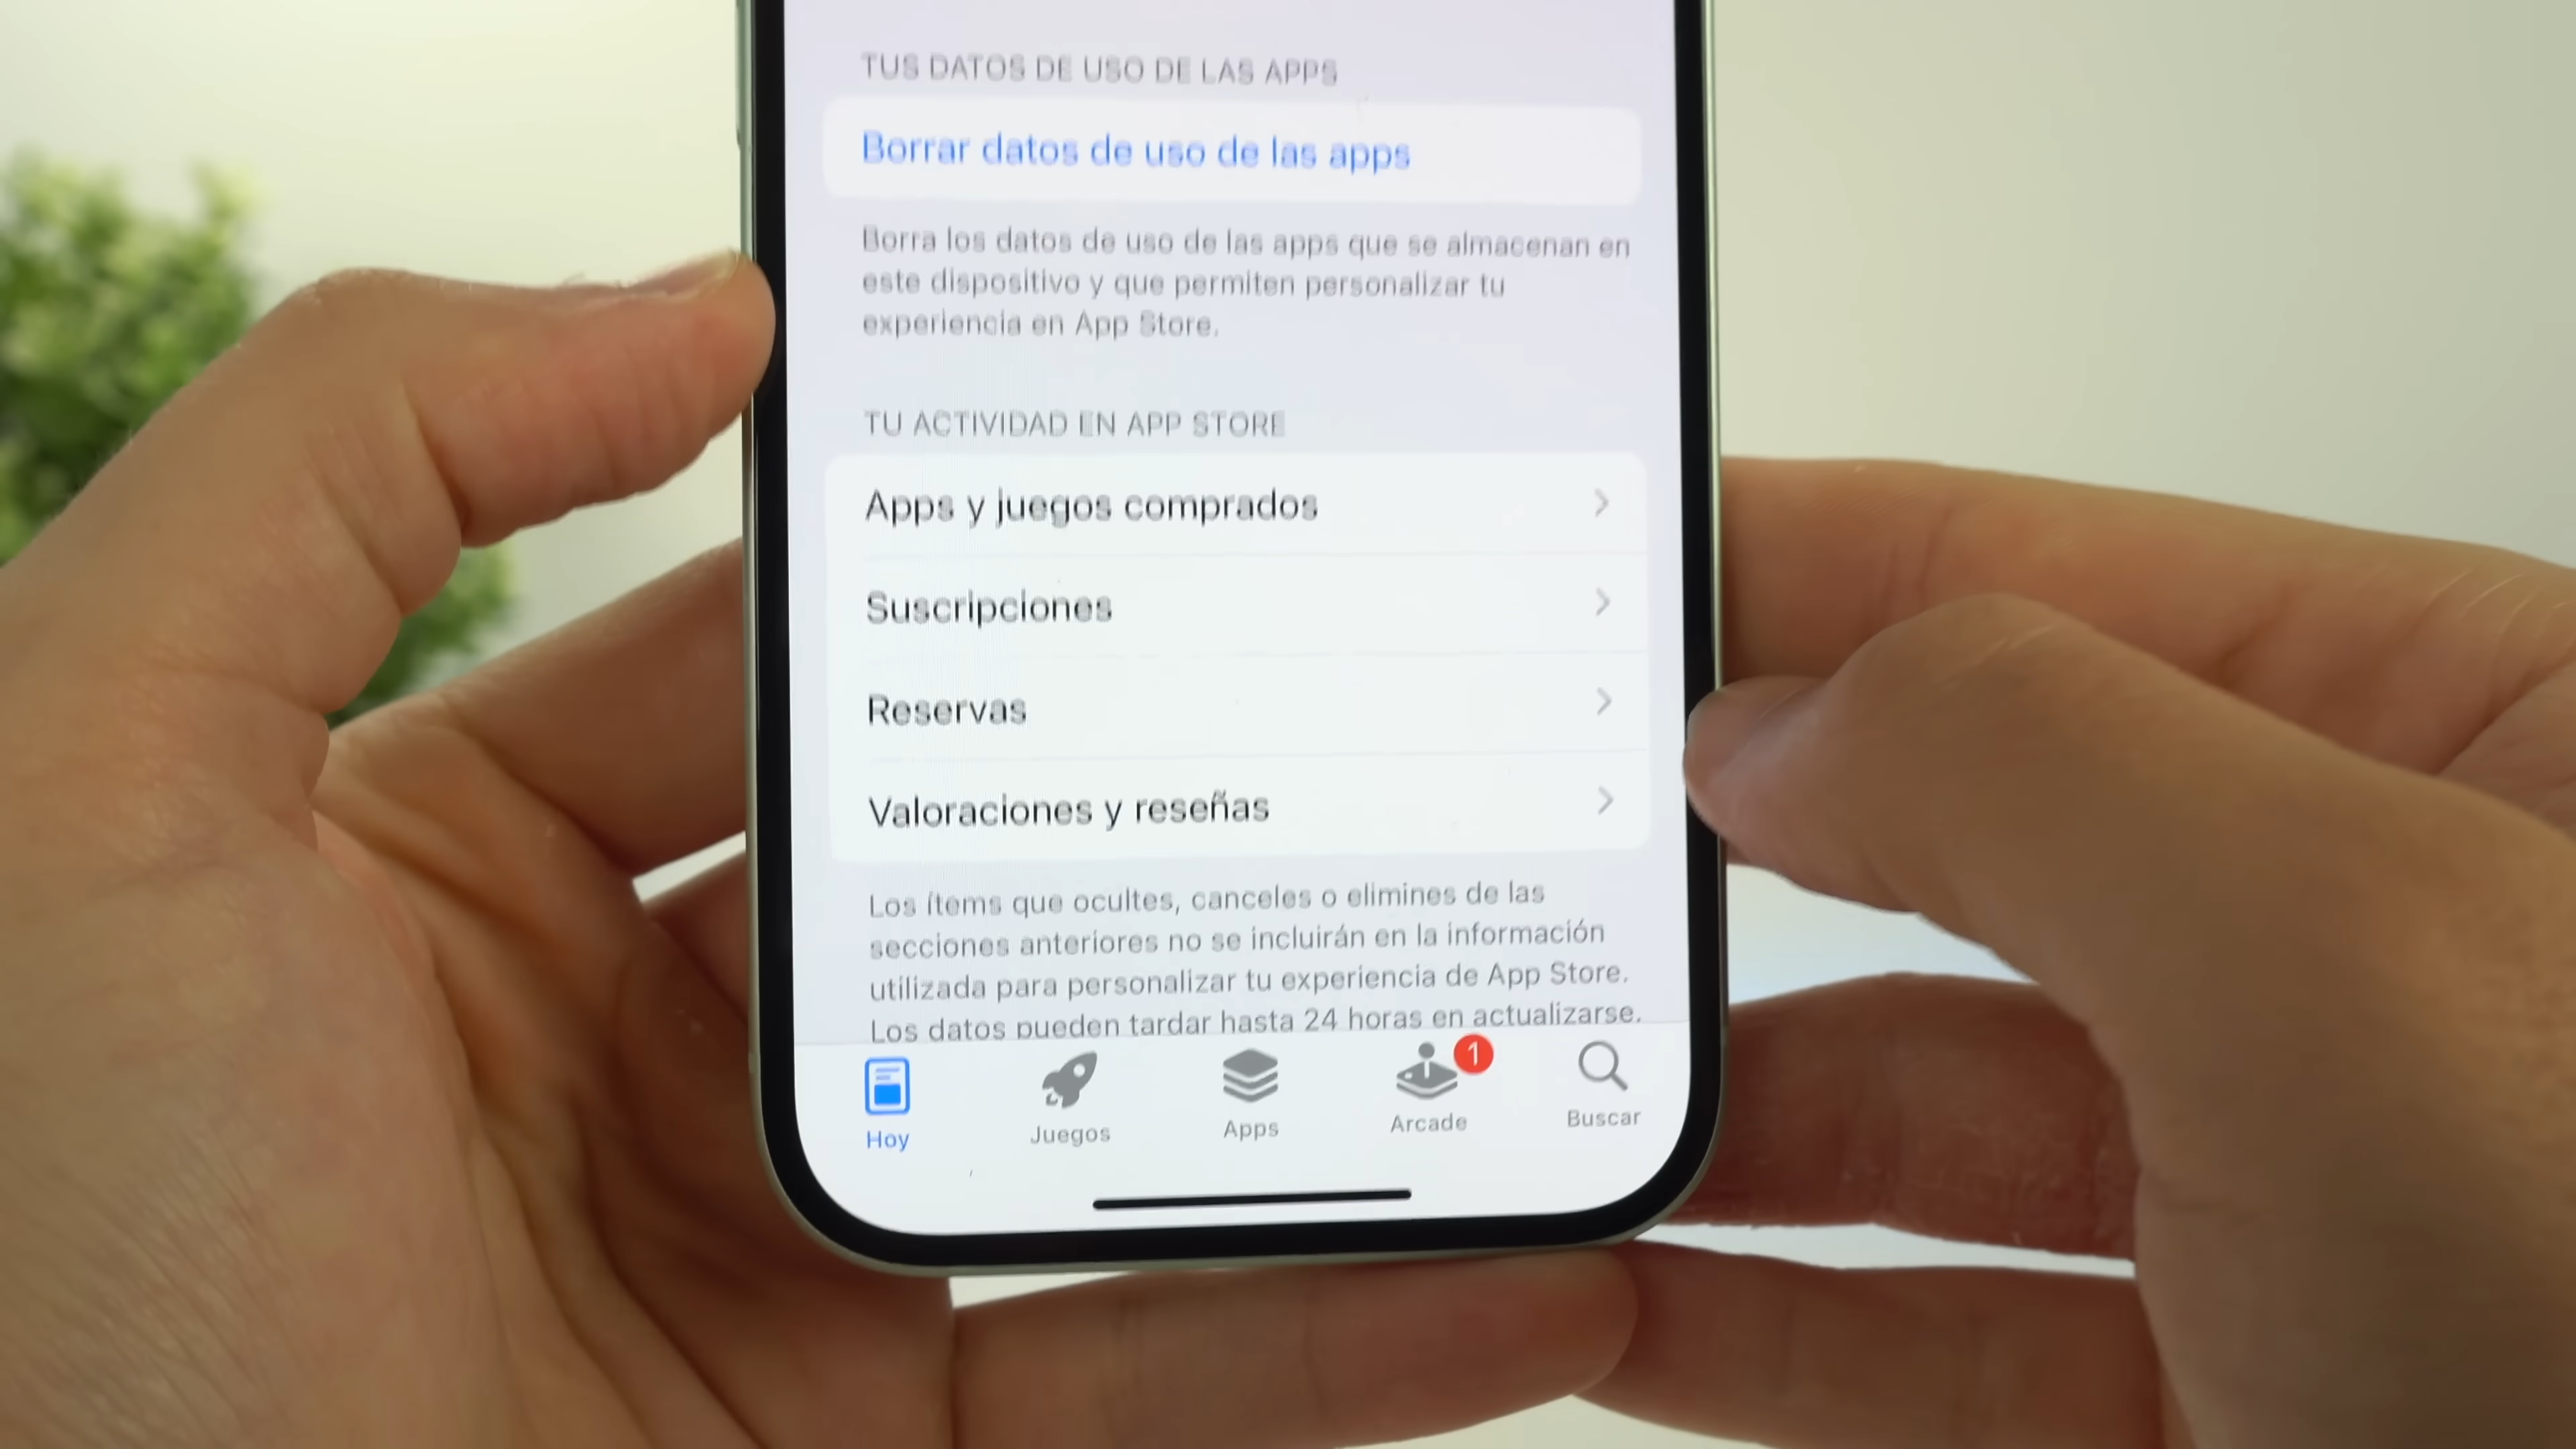 TUS DATOS DE USO DE LAS APPS
Borrar datos de uso de las apps
Borra los datos de uso de las apps que se almacenan en
este dispositivo y que permiten personalizar tu
experiencia en App Store.
TU ACTIVIDAD EN APP STORE
Apps y juegos comprados
Suscripciones
Reservas
Valoraciones y reseñas
Los ítems que ocultes, canceles o elimines de las
secciones anteriores no se incluirán en la información
utilizada para personalizar tu experiencia de App Store.
Los datos pueden tardar hasta 24 horas en actualizarse.
1
Hoy
Juegos
Apps
Arcade
Buscar